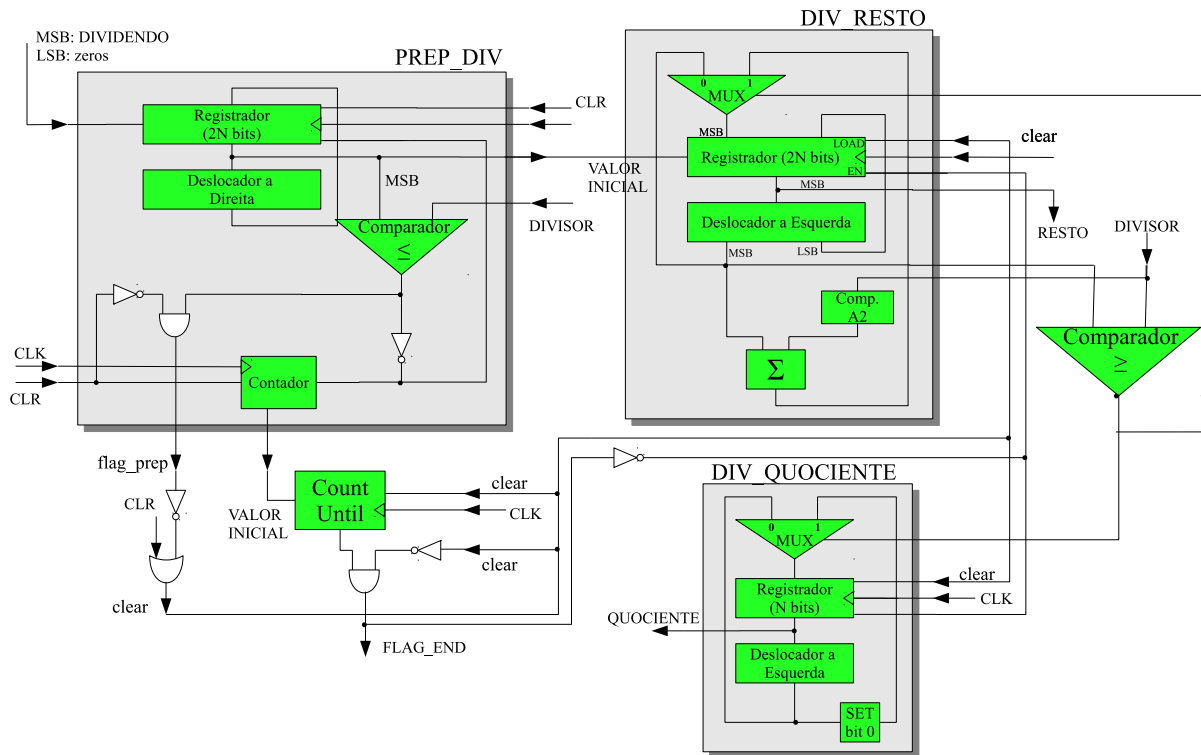 DIV_RESTO
MSB: DIVIDENDO
LSB: zeros
PREP_DIV
0 1
MUX
CLR
Registrador
(2N bits)
MSB
LOAD
clear
Registrador (2N bits)
VALOR
INICIAL
EN
MSB
MSB
Deslocador a
Direita
DIVISOR
Comparador
≤
Deslocador a Esquerda
RESTO
DIVISOR
MSB
LSB
Comp.
A2
Comparador
≥
Σ
CLK
CLR
Contador
flag_prep
DIV_QUOCIENTE
CLR
VALOR
INICIAL
Count
Until
clear
CLK
clear
0 1
MUX
clear
Registrador
(N bits)
clear
CLK
QUOCIENTE
FLAG_END
Deslocador a
Esquerda
SET
bit 0